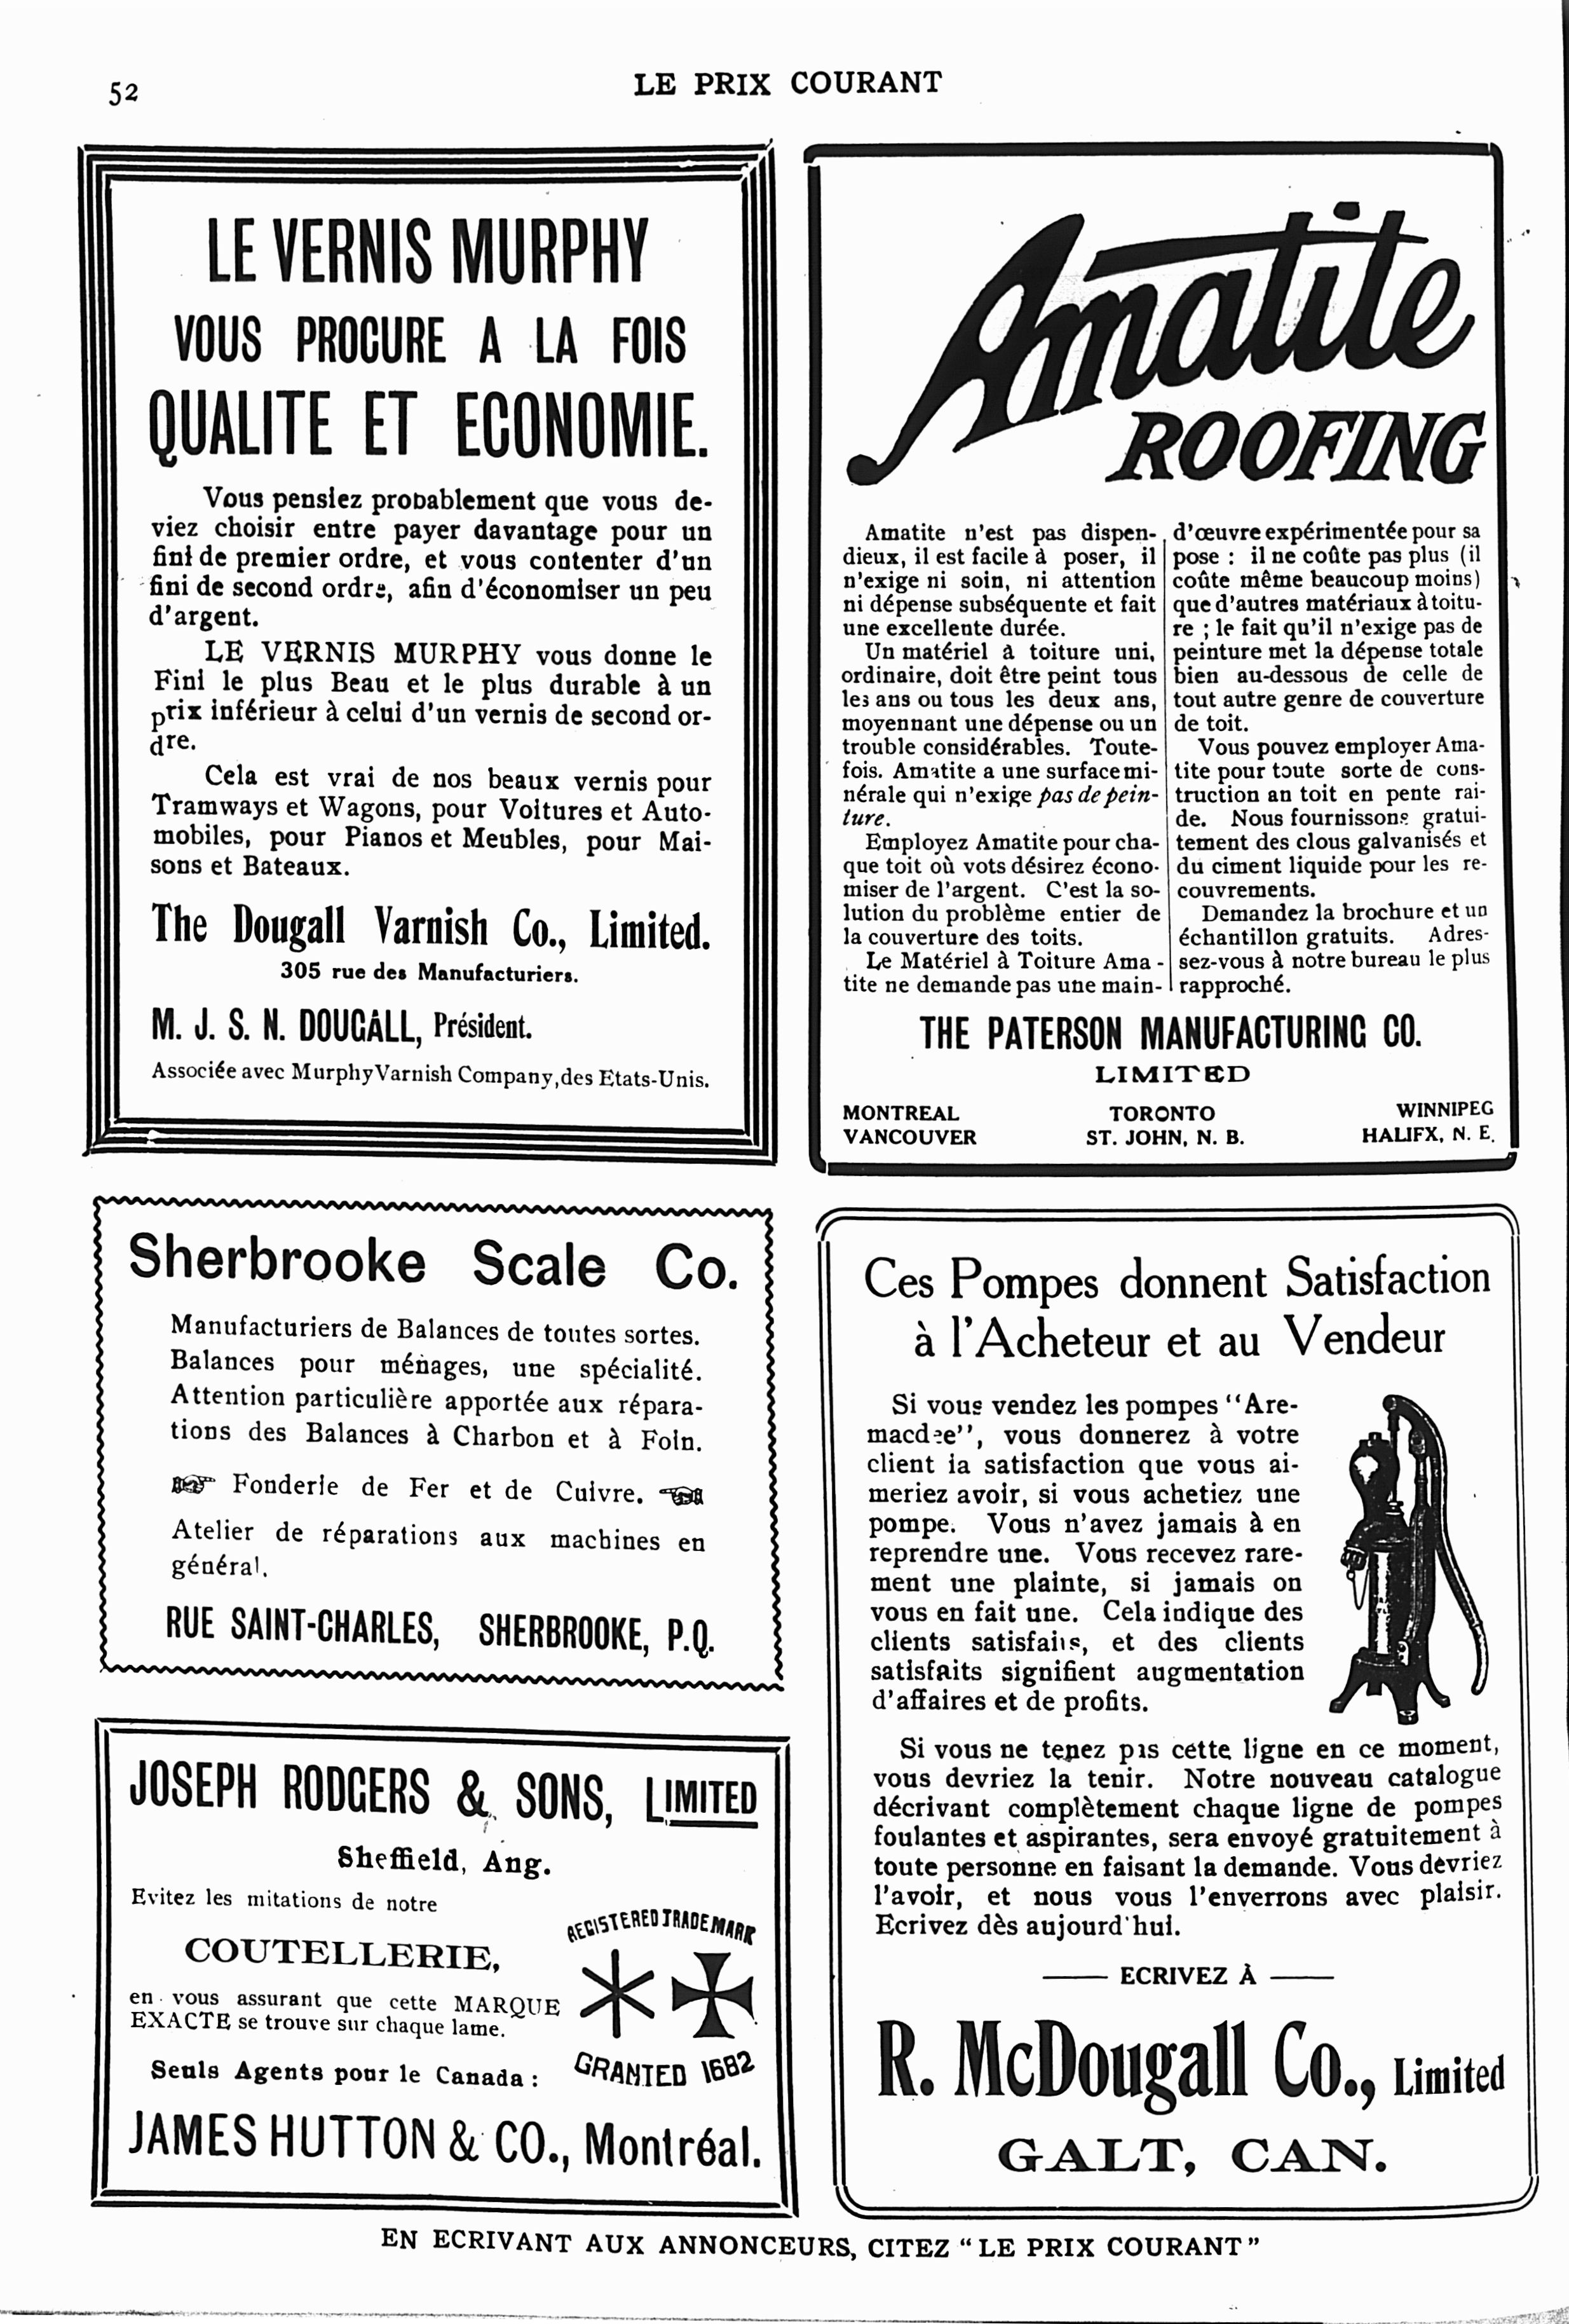 52
LE PRIX COURANT
LE VERNIS MURPHY
VOUS PROCURE A LA FOIS
QUALITE ET ECONOMIE.
Vous pensiez probablement que vous de-
viez choisir entre payer davantage pour un
fini de premier ordre, et vous contenter d'un
fini de second ordre, afin d'économiser un peu
d'argent.
LE VERNIS MURPHY vous donne le
Fini le plus Beau et le plus durable à un
prix inférieur à celui d'un vernis de second or-
dre.
Cela est vrai de nos beaux vernis pour
Tramways et Wagons, pour Voitures et Auto-
mobiles, pour Pianos et Meubles, pour Mai-
sons et Bateaux.
The Dougall Varnish Co., Limited.
305 rue des Manufacturiers.
M. J. S. N. DOUGALL, Président.
Associée avec Murphy Varnish Company, des Etats-Unis.
Amatite
ROOFING
Amatite n'est pas dispen-
dieux, il est facile à poser, il
n'exige ni soin, ni attention
ni dépense subséquente et fait
une excellente durée.
Un matériel à toiture uni,
ordinaire, doit être peint tous
les ans ou tous les deux ans,
moyennant une dépense ou un
trouble considérables. Toute-
fois. Amatite a une surface mi-
nérale qui n'exige pas de pein-
ture.
Employez Amatite pour cha-
que toit où vots désirez écono-
miser de l'argent. C'est la so-
lution du problème entier de
la couverture des toits.
Le Matériel à Toiture Ama-
tite ne demande pas une main-
d'œuvre expérimentée pour sa
pose : il ne coûte pas plus (il
coûte même beaucoup moins)
que d'autres matériaux à toitu-
re ; le fait qu'il n'exige pas de
peinture met la dépense totale
bien au-dessous de celle de
tout autre genre de couverture
de toit.
Vous pouvez employer Ama-
tite pour toute sorte de cons-
truction an toit en pente rai-
de. Nous fournissons gratui-
tement des clous galvanisés et
du ciment liquide pour les re-
couvrements.
Demandez la brochure et un
échantillon gratuits. Adres-
sez-vous à notre bureau le plus
rapproché.
THE PATERSON MANUFACTURING CO.
LIMITED
MONTREAL TORONTO WINNIPEG
VANCOUVER ST. JOHN, N. B. HALIFX, N. E.
Sherbrooke Scale Co.
Manufacturiers de Balances de toutes sortes.
Balances pour ménages, une spécialité.
Attention particulière apportée aux répara-
tions des Balances à Charbon et à Foin.
Fonderie de Fer et de Cuivre.
Atelier de réparations aux machines en
général.
RUE SAINT-CHARLES, SHERBROOKE, P.Q.
JOSEPH RODGERS & SONS, LIMITED
Sheffield, Ang.
Evitez les mitations de notre
COUTELLERIE,
en vous assurant que cette MARQUE
EXACTE se trouve sur chaque lame.
REGISTERED TRADE MARK
GRANTED 1682
Seuls Agents pour le Canada :
JAMES HUTTON & CO., Montréal.
Ces Pompes donnent Satisfaction
à l'Acheteur et au Vendeur
Si vous vendez les pompes "Are-
macdee", vous donnerez à votre
client la satisfaction que vous ai-
meriez avoir, si vous achetiez une
pompe. Vous n'avez jamais à en
reprendre une. Vous recevez rare-
ment une plainte, si jamais on
vous en fait une. Cela indique des
clients satisfaits, et des clients
satisfaits signifient augmentation
d'affaires et de profits.
Si vous ne tenez pas cette ligne en ce moment,
vous devriez la tenir. Notre nouveau catalogue
décrivant complètement chaque ligne de pompes
foulantes et aspirantes, sera envoyé gratuitement à
toute personne en faisant la demande. Vous devriez
l'avoir, et nous vous l'enverrons avec plaisir.
Ecrivez dès aujourd'hui.
ECRIVEZ À
R. McDougall Co., Limited
GALT, CAN.
EN ECRIVANT AUX ANNONCEURS, CITEZ "LE PRIX COURANT"